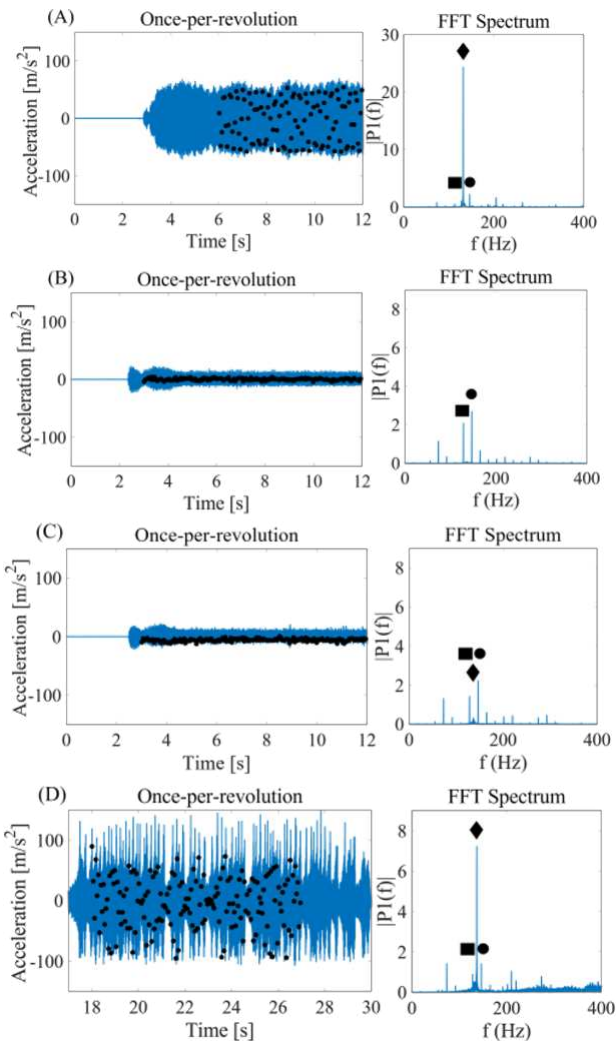 (A) Once-per-revolution
FFT Spectrum
Acceleration [m/s²]
100
0
-100
0 2 4 6 8 10 12
Time [s]
|P1(f)|
30
20
10
0
0 200 400
f (Hz)
(B) Once-per-revolution
FFT Spectrum
Acceleration [m/s²]
100
0
-100
0 2 4 6 8 10 12
Time [s]
|P1(f)|
8
6
4
2
0
0 200 400
f (Hz)
(C) Once-per-revolution
FFT Spectrum
Acceleration [m/s²]
100
0
-100
0 2 4 6 8 10 12
Time [s]
|P1(f)|
8
6
4
2
0
0 200 400
f (Hz)
(D) Once-per-revolution
FFT Spectrum
Acceleration [m/s²]
100
0
-100
18 20 22 24 26 28 30
Time [s]
|P1(f)|
8
6
4
2
0
0 200 400
f (Hz)